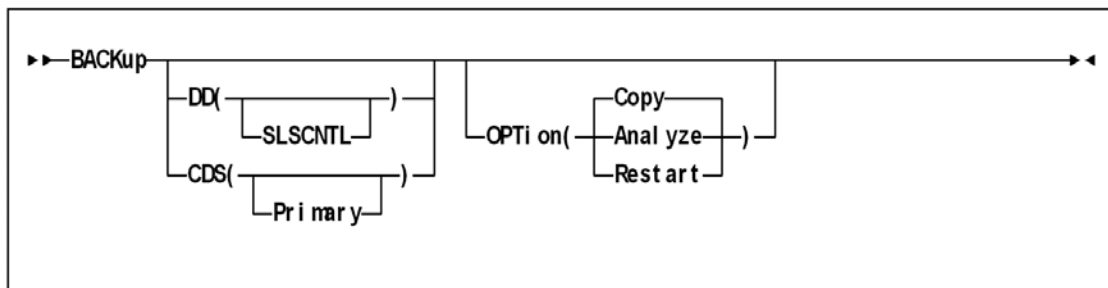 BACKup
DD( SLSCNTL )
CDS( Primary )
OPTion( Copy
Analyze )
Restart